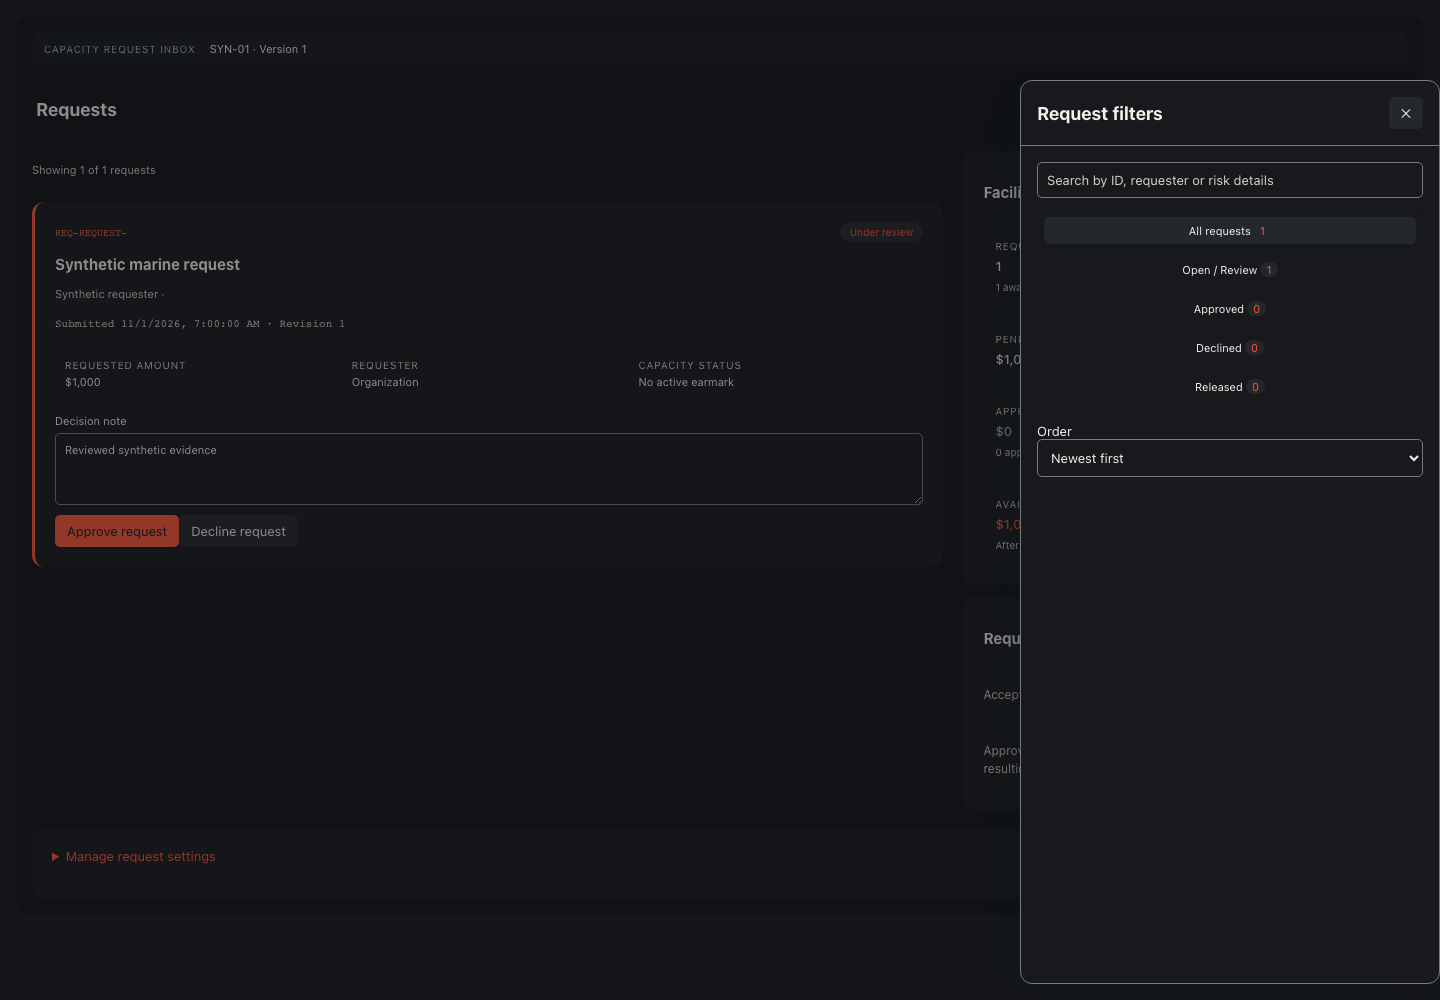 CAPACITY REQUEST INBOX SYN-01 · Version 1
Requests
Showing 1 of 1 requests
REQ-REQUEST-
Under review
Synthetic marine request
Synthetic requester ·
Submitted 11/1/2026, 7:00:00 AM · Revision 1
REQUESTED AMOUNT
$1,000
REQUESTER
Organization
CAPACITY STATUS
No active earmark
Decision note
Reviewed synthetic evidence
Approve request
Decline request
1
$0
After
Manage request settings
Request filters
Search by ID, requester or risk details
All requests 1
Open / Review 1
Approved 0
Declined 0
Released 0
Order
Newest first